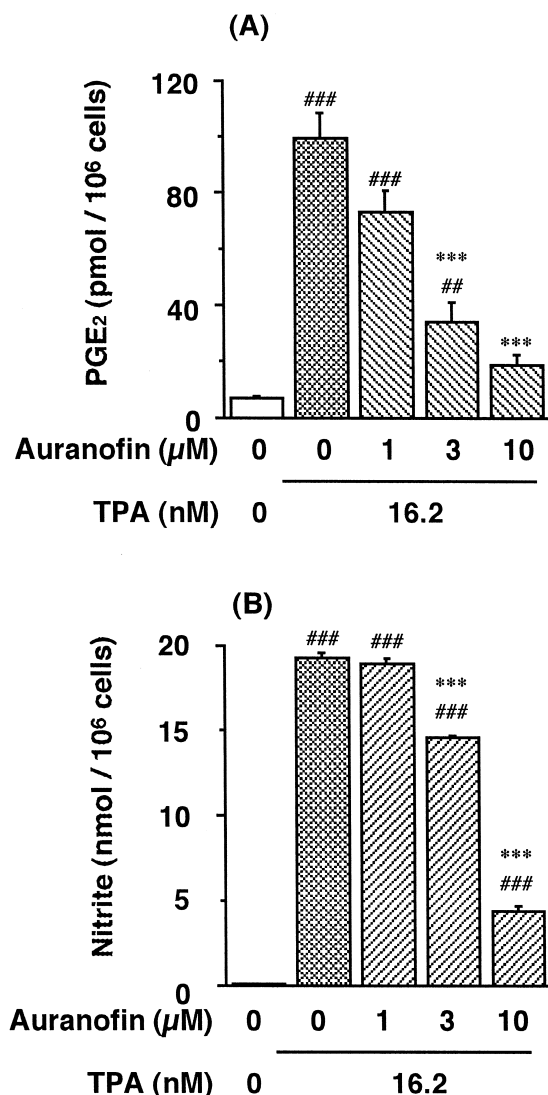 (A)
120
80
40
0
PGE₂ (pmol / 10⁶ cells)
###
###
***
##
***
Auranofin (µM) 0 0 1 3 10
TPA (nM) 0 16.2
(B)
20
15
10
5
0
Nitrite (nmol / 10⁶ cells)
### ###
***
###
***
###
Auranofin (µM) 0 0 1 3 10
TPA (nM) 0 16.2